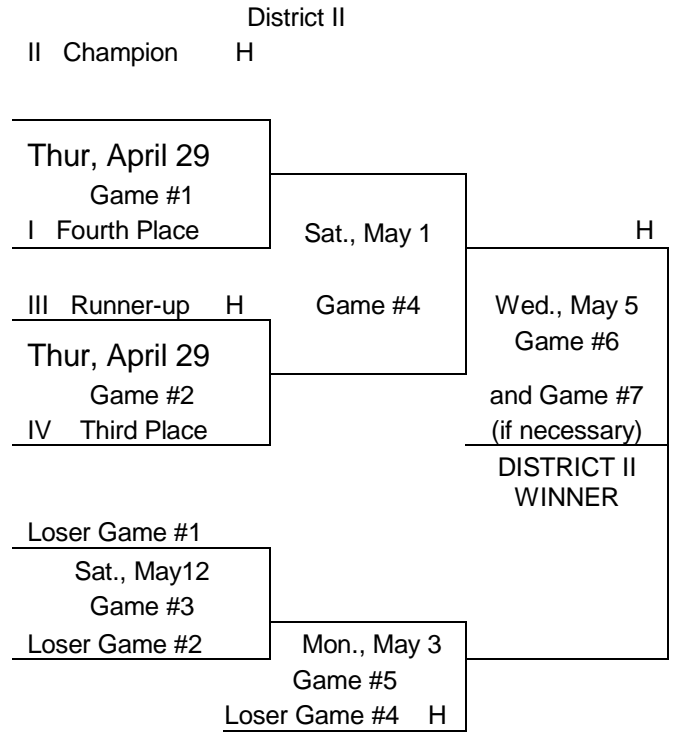 District II
II Champion H
Thur, April 29
Game #1
I Fourth Place
Sat., May 1
H
III Runner-up H
Game #4
Wed., May 5
Game #6
Thur, April 29
Game #2
and Game #7
IV Third Place
(if necessary)
DISTRICT II
WINNER
Loser Game #1
Sat., May12
Game #3
Loser Game #2
Mon., May 3
Game #5
Loser Game #4 H